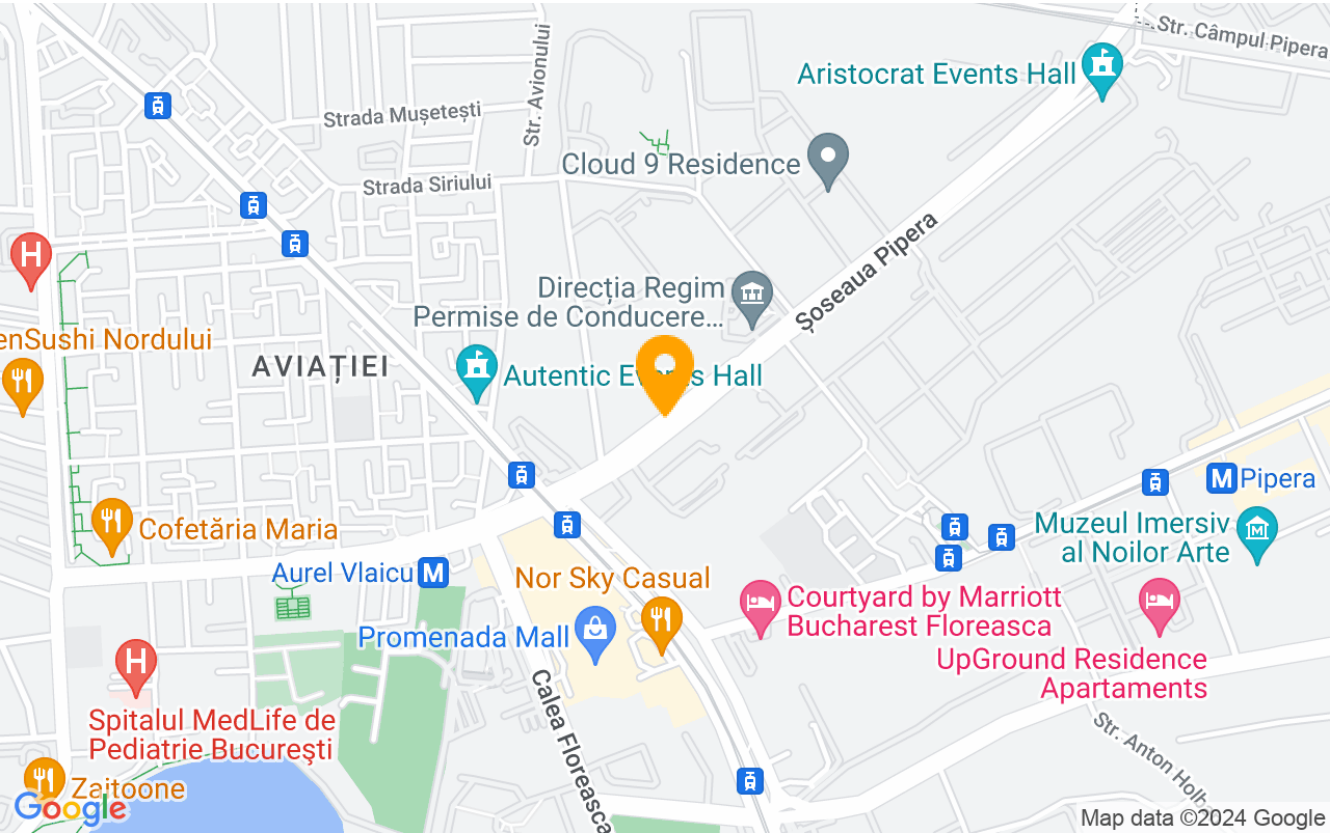 Str. Câmpul Pipera
Aristocrat Events Hall
Str. Avionului
Strada Mușetești
Cloud 9 Residence
Strada Siriului
Șoseaua Pipera
H
Direcția Regim
Permise de Conducere...
enSushi Nordului
AVIAȚIEI
Autentic Events Hall
M Pipera
Cofetăria Maria
Muzeul Imersiv
al Noilor Arte
Aurel Vlaicu M
Nor Sky Casual
Courtyard by Marriott
Bucharest Floreasca
Promenada Mall
H
UpGround Residence
Apartaments
Calea Floreasca
Spitalul MedLife de
Pediatrie Bucureşti
Str. Anton Holb
Zaitoone
Google
Map data ©2024 Google